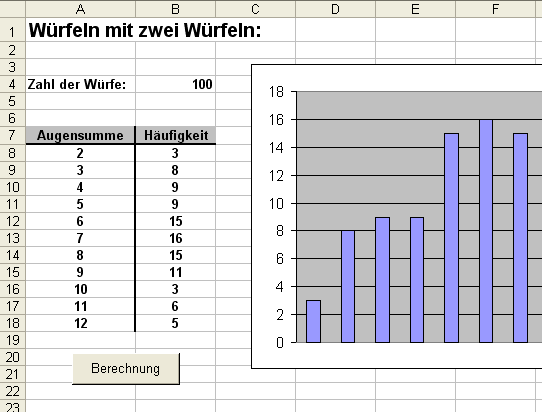 A B C D E F
1 Würfeln mit zwei Würfeln:
2
3
4 Zahl der Würfe: 100
5
6
7 Augensumme Häufigkeit
8 2 3
9 3 8
10 4 9
11 5 9
12 6 15
13 7 16
14 8 15
15 9 11
16 10 3
17 11 6
18 12 5
19
20
21
22
23
Berechnung
18
16
14
12
10
8
6
4
2
0